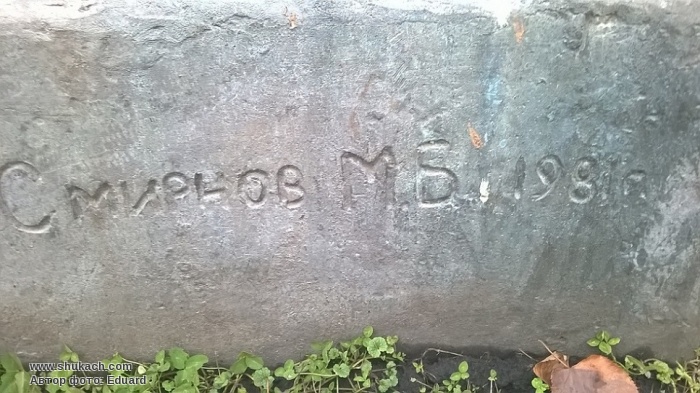 Смирнов М.Б. 1981г
www.shukach.com
Автор фото: Eduard